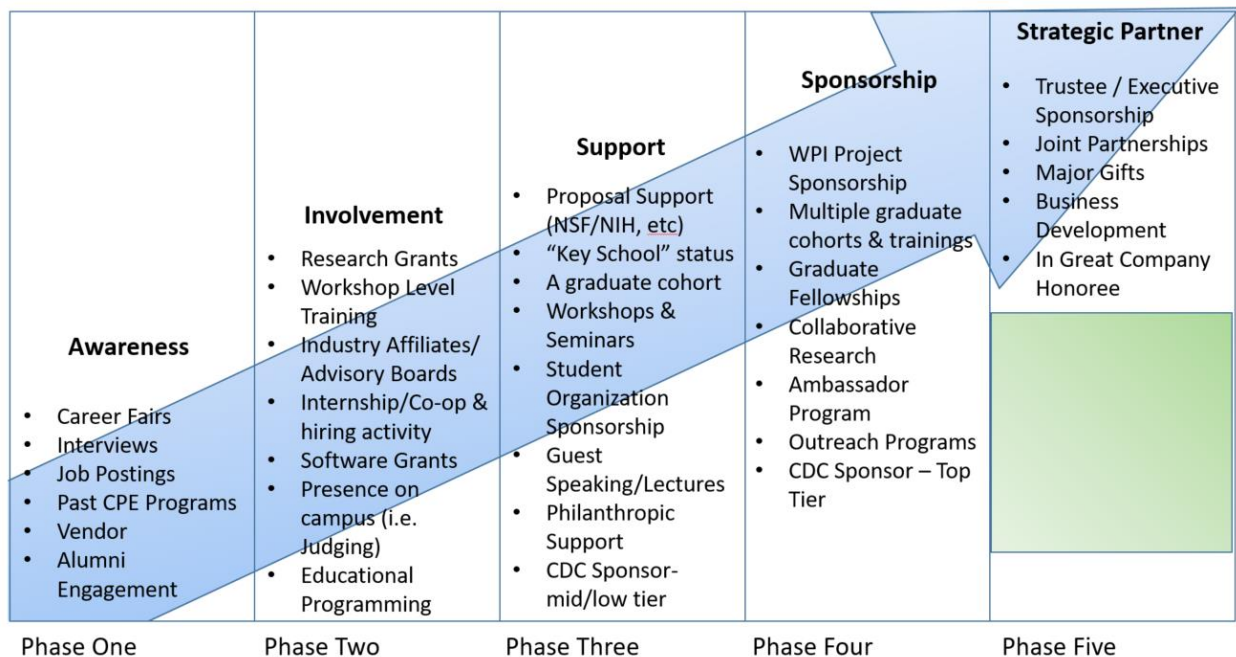 Awareness
• Career Fairs
• Interviews
• Job Postings
• Past CPE Programs
• Vendor
• Alumni
Engagement
Phase One
Involvement
• Research Grants
• Workshop Level
Training
• Industry Affiliates/
Advisory Boards
• Internship/Co-op &
hiring activity
• Software Grants
• Presence on
campus (i.e.
Judging)
• Educational
Programming
Phase Two
Support
• Proposal Support
(NSF/NIH, etc)
• “Key School” status
• A graduate cohort
• Workshops &
Seminars
• Student
Organization
Sponsorship
• Guest
Speaking/Lectures
• Philanthropic
Support
• CDC Sponsor-
mid/low tier
Phase Three
Sponsorship
• WPI Project
Sponsorship
• Multiple graduate
cohorts & trainings
• Graduate
Fellowships
• Collaborative
Research
• Ambassador
Program
• Outreach Programs
• CDC Sponsor – Top
Tier
Phase Four
Strategic Partner
• Trustee / Executive
Sponsorship
• Joint Partnerships
• Major Gifts
• Business
Development
• In Great Company
Honoree
Phase Five